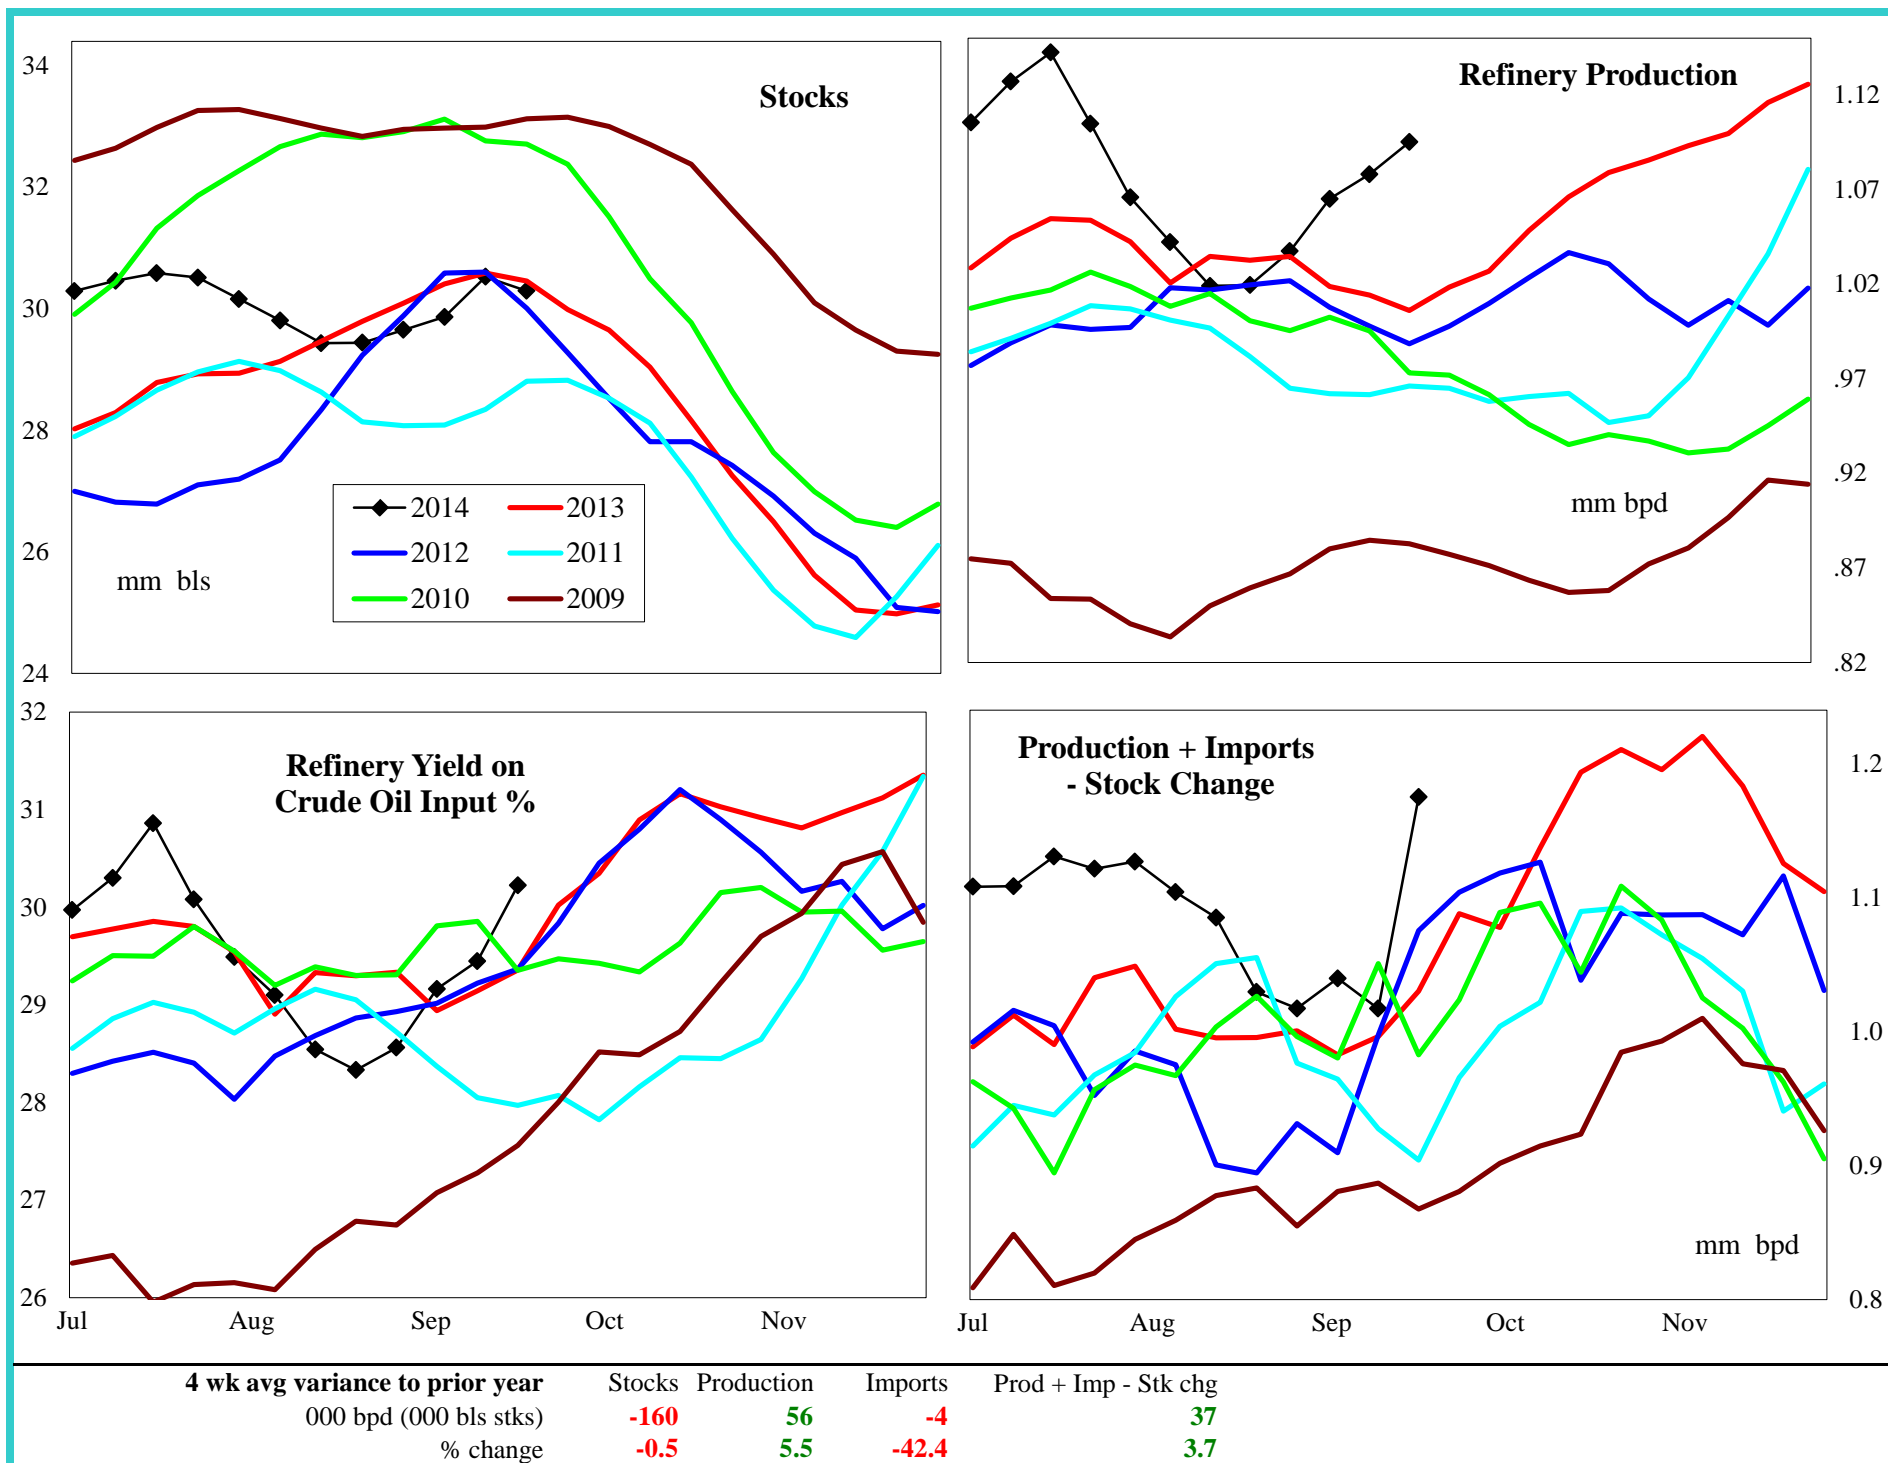 Stocks
34
32
30
28
26
24
mm bls
2014 2013
2012 2011
2010 2009
Refinery Production
1.12
1.07
1.02
.97
.92
.87
.82
mm bpd
Refinery Yield on
Crude Oil Input %
32
31
30
29
28
27
26
Jul Aug Sep Oct Nov
Production + Imports
- Stock Change
1.2
1.1
1.0
0.9
0.8
mm bpd
Jul Aug Sep Oct Nov
4 wk avg variance to prior year Stocks Production Imports Prod + Imp - Stk chg
000 bpd (000 bls stks) -160 56 -4 37
% change -0.5 5.5 -42.4 3.7